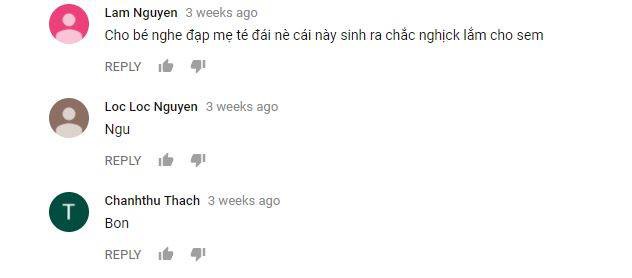 Lam Nguyen 3 weeks ago
Cho bé nghe đạp mẹ té đái nè cái này sinh ra chắc nghịck lắm cho sem
REPLY
Loc Loc Nguyen 3 weeks ago
Ngu
REPLY
T
Chanhthu Thach 3 weeks ago
Bon
REPLY